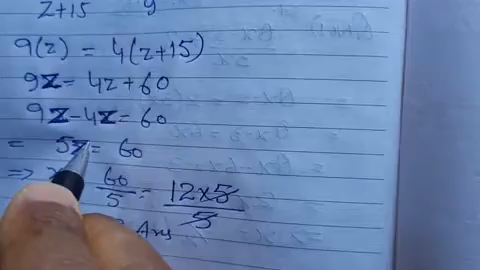 z+15 9
9(z) = 4(z+15)
9z = 4z+60
9z-4z=60
= 5z= 60
=> 60/5 = 12×5/5
Ans